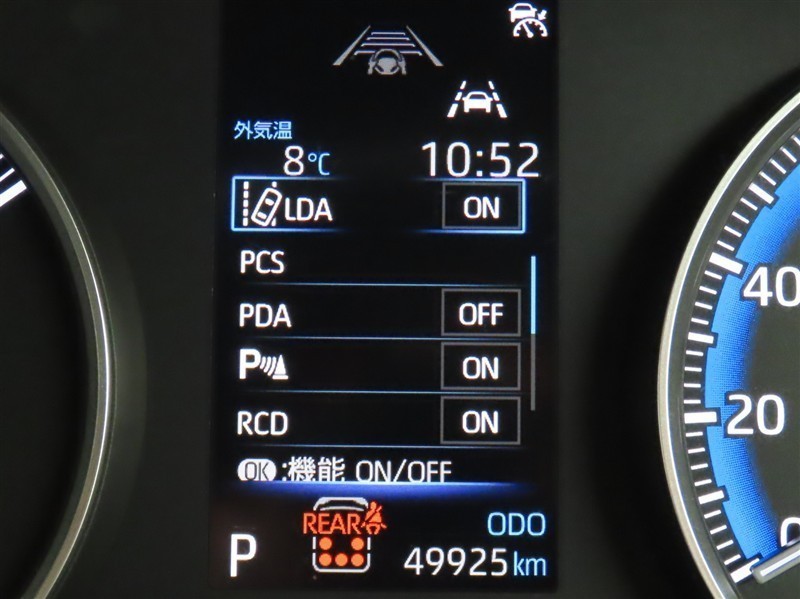 外気温
8℃ 10:52
LDA ON
PCS
PDA OFF
P ON
RCD ON
OK :機能 ON/OFF
REAR
P ODO
49925 km
40
20
0